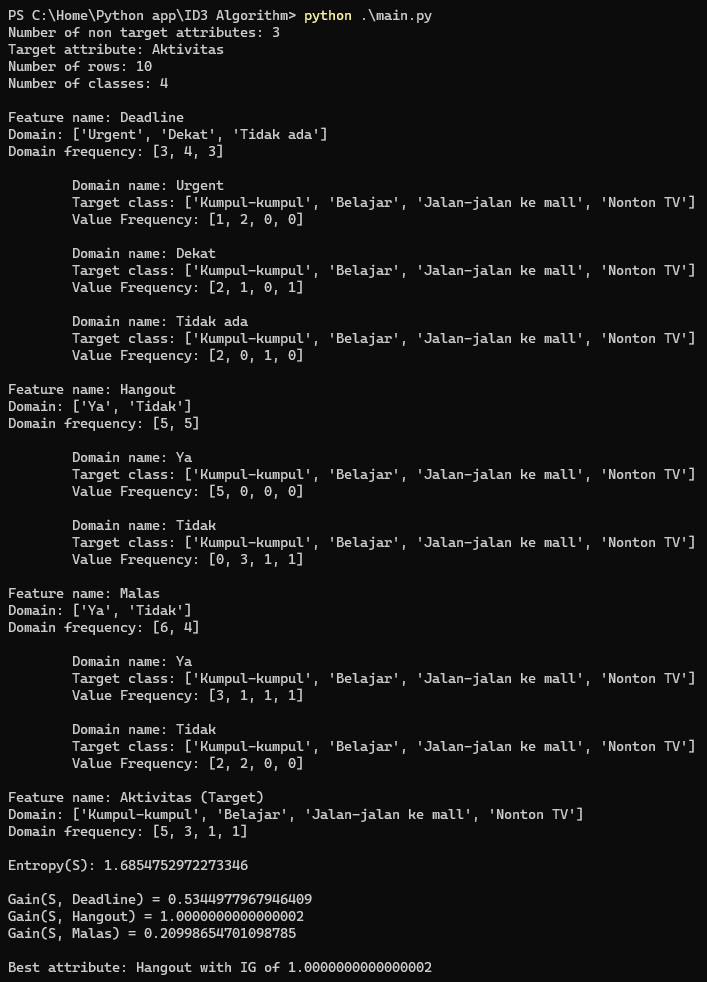 PS C:\Home\Python app\ID3 Algorithm> python .\main.py
Number of non target attributes: 3
Target attribute: Aktivitas
Number of rows: 10
Number of classes: 4
Feature name: Deadline
Domain: ['Urgent', 'Dekat', 'Tidak ada']
Domain frequency: [3, 4, 3]
Domain name: Urgent
Target class: ['Kumpul-kumpul', 'Belajar', 'Jalan-jalan ke mall', 'Nonton TV']
Value Frequency: [1, 2, 0, 0]
Domain name: Dekat
Target class: ['Kumpul-kumpul', 'Belajar', 'Jalan-jalan ke mall', 'Nonton TV']
Value Frequency: [2, 1, 0, 1]
Domain name: Tidak ada
Target class: ['Kumpul-kumpul', 'Belajar', 'Jalan-jalan ke mall', 'Nonton TV']
Value Frequency: [2, 0, 1, 0]
Feature name: Hangout
Domain: ['Ya', 'Tidak']
Domain frequency: [5, 5]
Domain name: Ya
Target class: ['Kumpul-kumpul', 'Belajar', 'Jalan-jalan ke mall', 'Nonton TV']
Value Frequency: [5, 0, 0, 0]
Domain name: Tidak
Target class: ['Kumpul-kumpul', 'Belajar', 'Jalan-jalan ke mall', 'Nonton TV']
Value Frequency: [0, 3, 1, 1]
Feature name: Malas
Domain: ['Ya', 'Tidak']
Domain frequency: [6, 4]
Domain name: Ya
Target class: ['Kumpul-kumpul', 'Belajar', 'Jalan-jalan ke mall', 'Nonton TV']
Value Frequency: [3, 1, 1, 1]
Domain name: Tidak
Target class: ['Kumpul-kumpul', 'Belajar', 'Jalan-jalan ke mall', 'Nonton TV']
Value Frequency: [2, 2, 0, 0]
Feature name: Aktivitas (Target)
Domain: ['Kumpul-kumpul', 'Belajar', 'Jalan-jalan ke mall', 'Nonton TV']
Domain frequency: [5, 3, 1, 1]
Entropy(S): 1.6854752972273346
Gain(S, Deadline) = 0.5344977967946409
Gain(S, Hangout) = 1.0000000000000002
Gain(S, Malas) = 0.20998654701098785
Best attribute: Hangout with IG of 1.0000000000000002